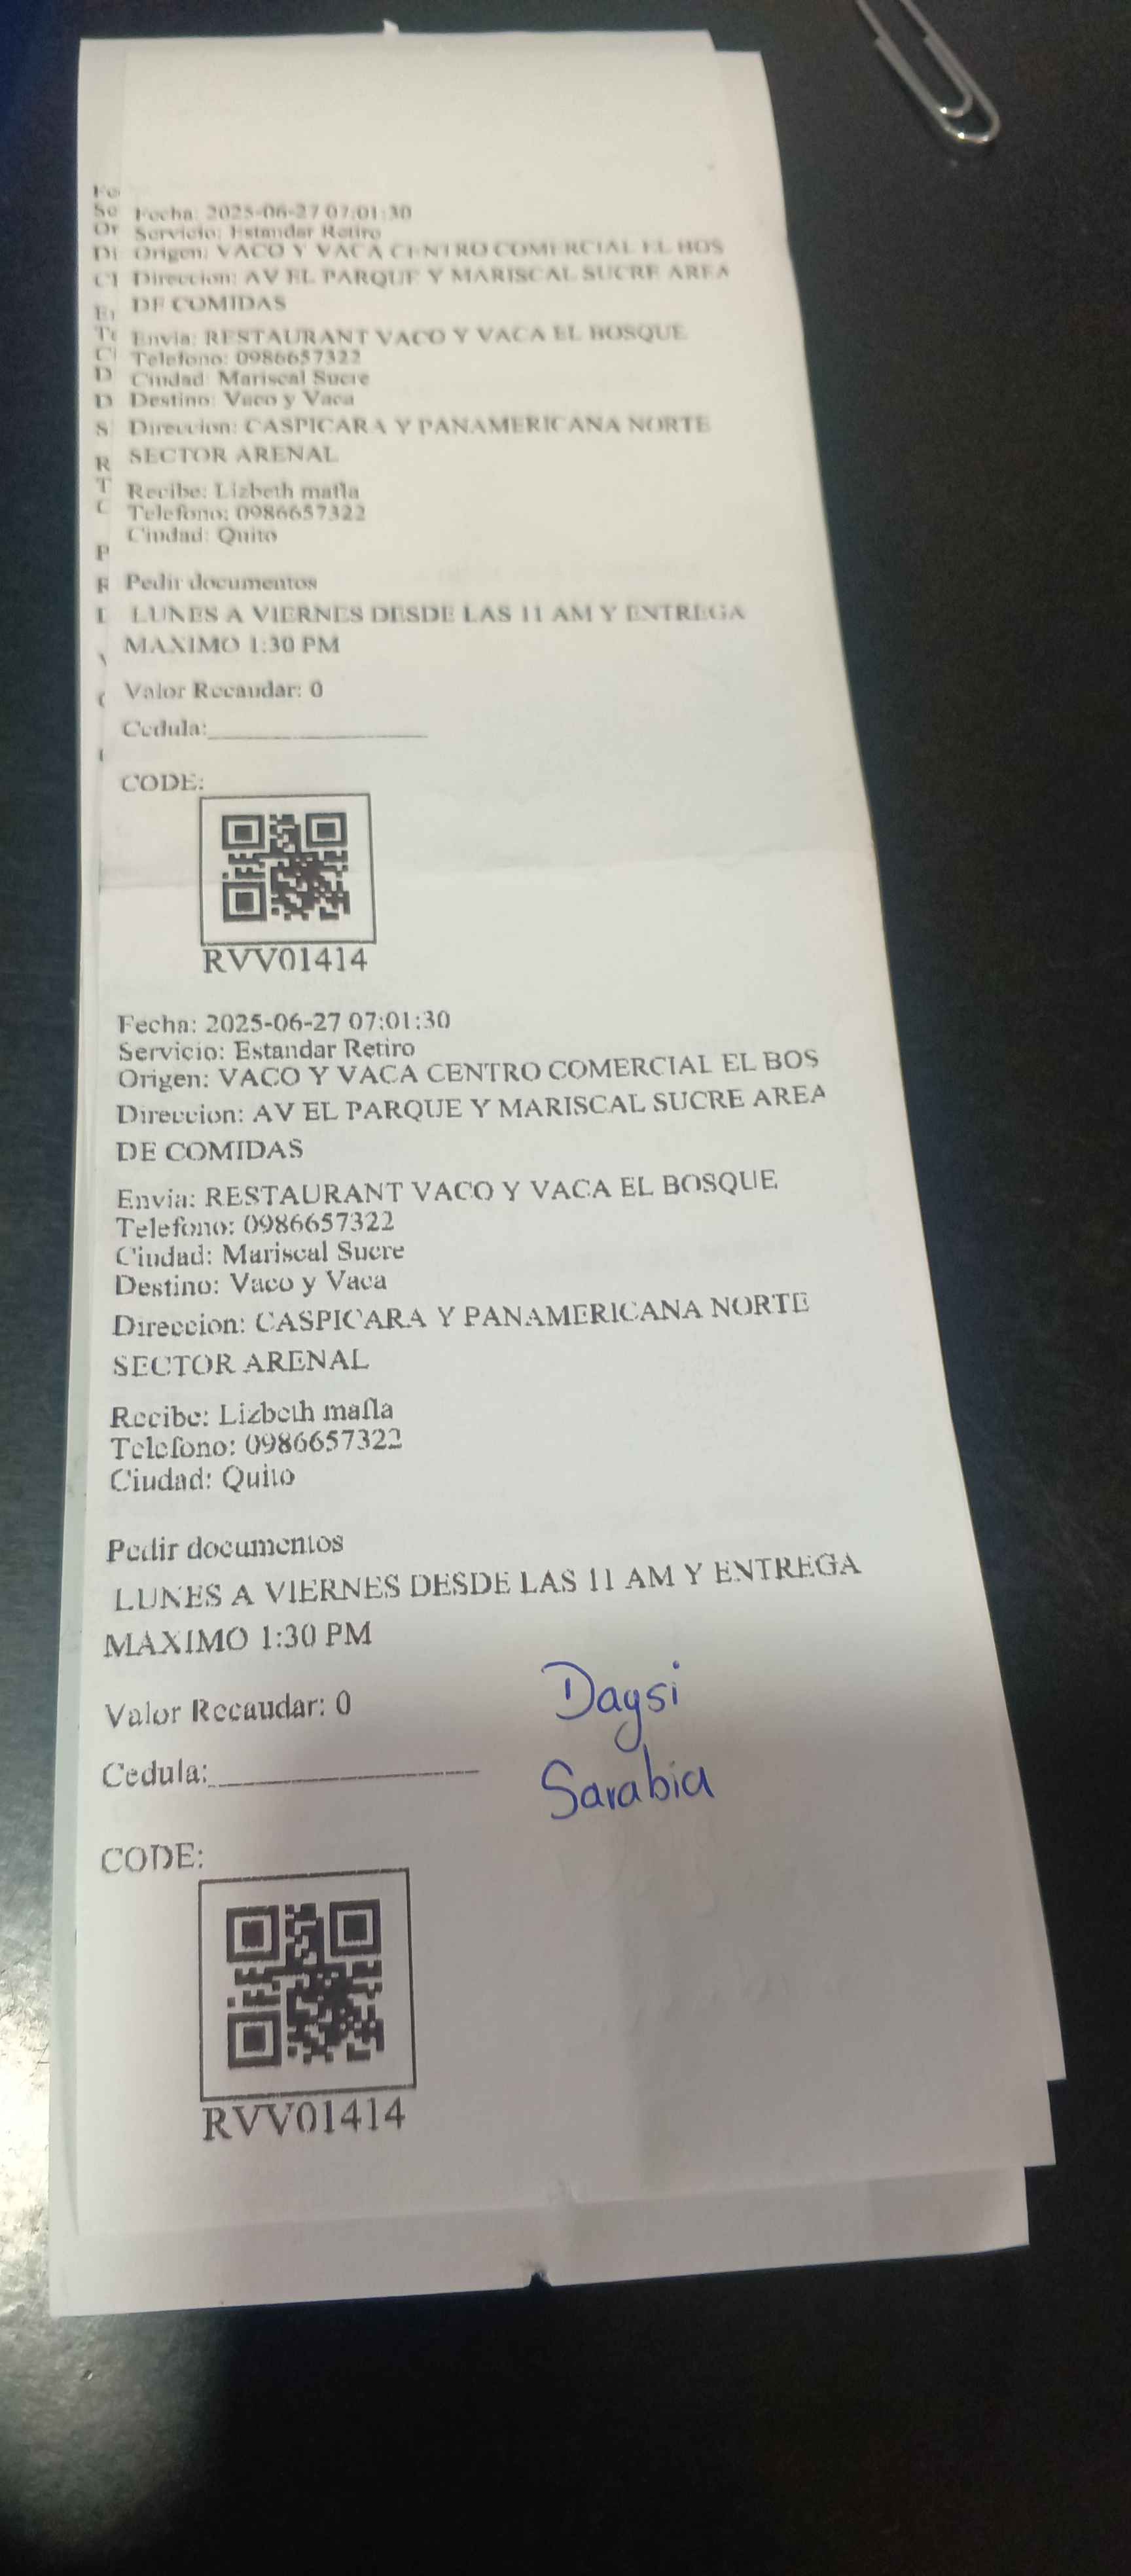 Fecha: 2025-06-27 07:01:30
Servicio: Estandar Retiro
Origen: VACO Y VACA CENTRO COMERCIAL EL BOS
Direccion: AV EL PARQUE Y MARISCAL SUCRE AREA
DE COMIDAS
Envia: RESTAURANT VACO Y VACA EL BOSQUE
Telefono: 0986657322
Ciudad: Mariscal Sucre
Destino: Vaco y Vaca
Direccion: CASPICARA Y PANAMERICANA NORTE
SECTOR ARENAL
Recibe: Lizbeth mafla
Telefono: 0986657322
Ciudad: Quito
Pedir documentos
LUNES A VIERNES DESDE LAS 11 AM Y ENTREGA
MAXIMO 1:30 PM
Valor Recaudar: 0
Cedula:
CODE:
RVV01414
Fecha: 2025-06-27 07:01:30
Servicio: Estandar Retiro
Origen: VACO Y VACA CENTRO COMERCIAL EL BOS
Direccion: AV EL PARQUE Y MARISCAL SUCRE AREA
DE COMIDAS
Envia: RESTAURANT VACO Y VACA EL BOSQUE
Telefono: 0986657322
Ciudad: Mariscal Sucre
Destino: Vaco y Vaca
Direccion: CASPICARA Y PANAMERICANA NORTE
SECTOR ARENAL
Recibe: Lizbeth mafla
Telefono: 0986657322
Ciudad: Quito
Pedir documentos
LUNES A VIERNES DESDE LAS 11 AM Y ENTREGA
MAXIMO 1:30 PM
Valor Recaudar: 0
Dagsi
Cedula:
Sarabia
CODE:
RVV01414